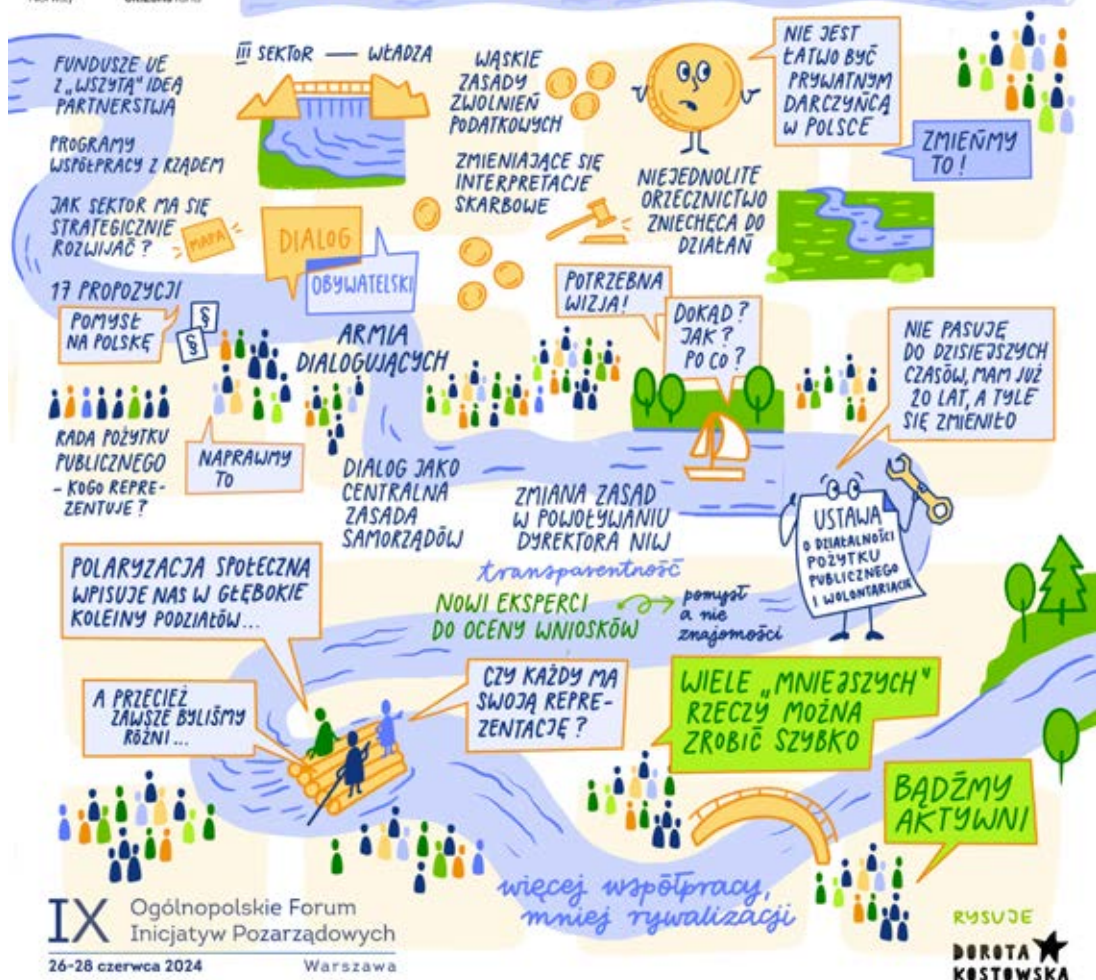 FUNDUSZE UE
Z „WSZYTĄ" IDEĄ
PARTNERSTWA
PROGRAMY
WSPÓŁPRACY Z RZĄDEM
JAK SEKTOR MA SIĘ
STRATEGICZNIE
ROZWIJAĆ?
MAPA
17 PROPOZYCJI
POMYSŁ
NA POLSKĘ
§
§
III SEKTOR — WŁADZA
DIALOG
OBYWATELSKI
WĄSKIE
ZASADY
ZWOLNIEŃ
PODATKOWYCH
ZMIENIAJĄCE SIĘ
INTERPRETACJE
SKARBOWE
NIE JEST
ŁATWO BYĆ
PRYWATNYM
DARCZYŃCĄ
W POLSCE
ZMIEŃMY
TO!
NIEJEDNOLITE
ORZECZNICTWO
ZNIECHĘCA DO
DZIAŁAŃ
ARMIA
DIALOGUJĄCYCH
POTRZEBNA
WIZJA!
DOKĄD?
JAK?
PO CO?
NIE PASUJĘ
DO DZISIEJSZYCH
CZASÓW, MAM JUŻ
20 LAT, A TYLE
SIĘ ZMIENIŁO
RADA POŻYTKU
PUBLICZNEGO
- KOGO REPRE-
ZENTUJE?
NAPRAWMY
TO
DIALOG JAKO
CENTRALNA
ZASADA
SAMORZĄDÓW
ZMIANA ZASAD
W POWOŁYWANIU
DYREKTORA NIW
transparentność
USTAWA
O DZIAŁALNOŚCI
POŻYTKU
PUBLICZNEGO
I WOLONTARIACIE
NOWI EKSPERCI
DO OCENY WNIOSKÓW
pomysł
a nie
znajomości
POLARYZACJA SPOŁECZNA
WPISUJE NAS W GŁĘBOKIE
KOLEINY PODZIAŁÓW...
A PRZECIEŻ
ZAWSZE BYLIŚMY
RÓŻNI...
CZY KAŻDY MA
SWOJĄ REPRE-
ZENTACJĘ?
WIELE „MNIEJSZYCH"
RZECZY MOŻNA
ZROBIĆ SZYBKO
BĄDŹMY
AKTYWNI
więcej współpracy,
mniej rywalizacji
IX Ogólnopolskie Forum
Inicjatyw Pozarządowych
26-28 czerwca 2024 Warszawa
RYSUJE
DOROTA
KOSTOWSKA